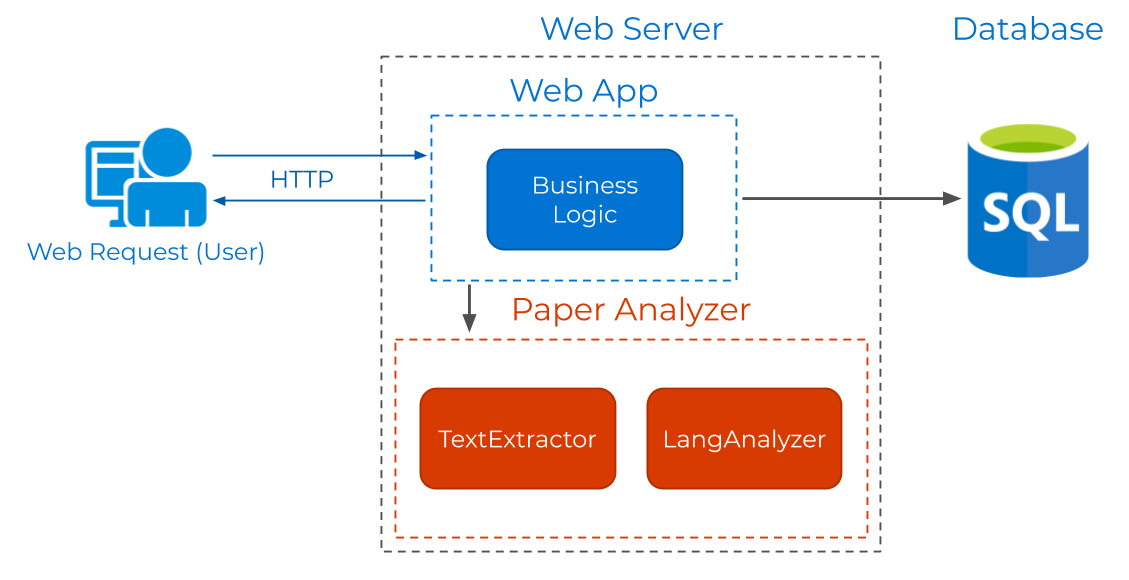 Web Server
Database
Web App
Business
Logic
HTTP
SQL
Web Request (User)
Paper Analyzer
TextExtractor
LangAnalyzer